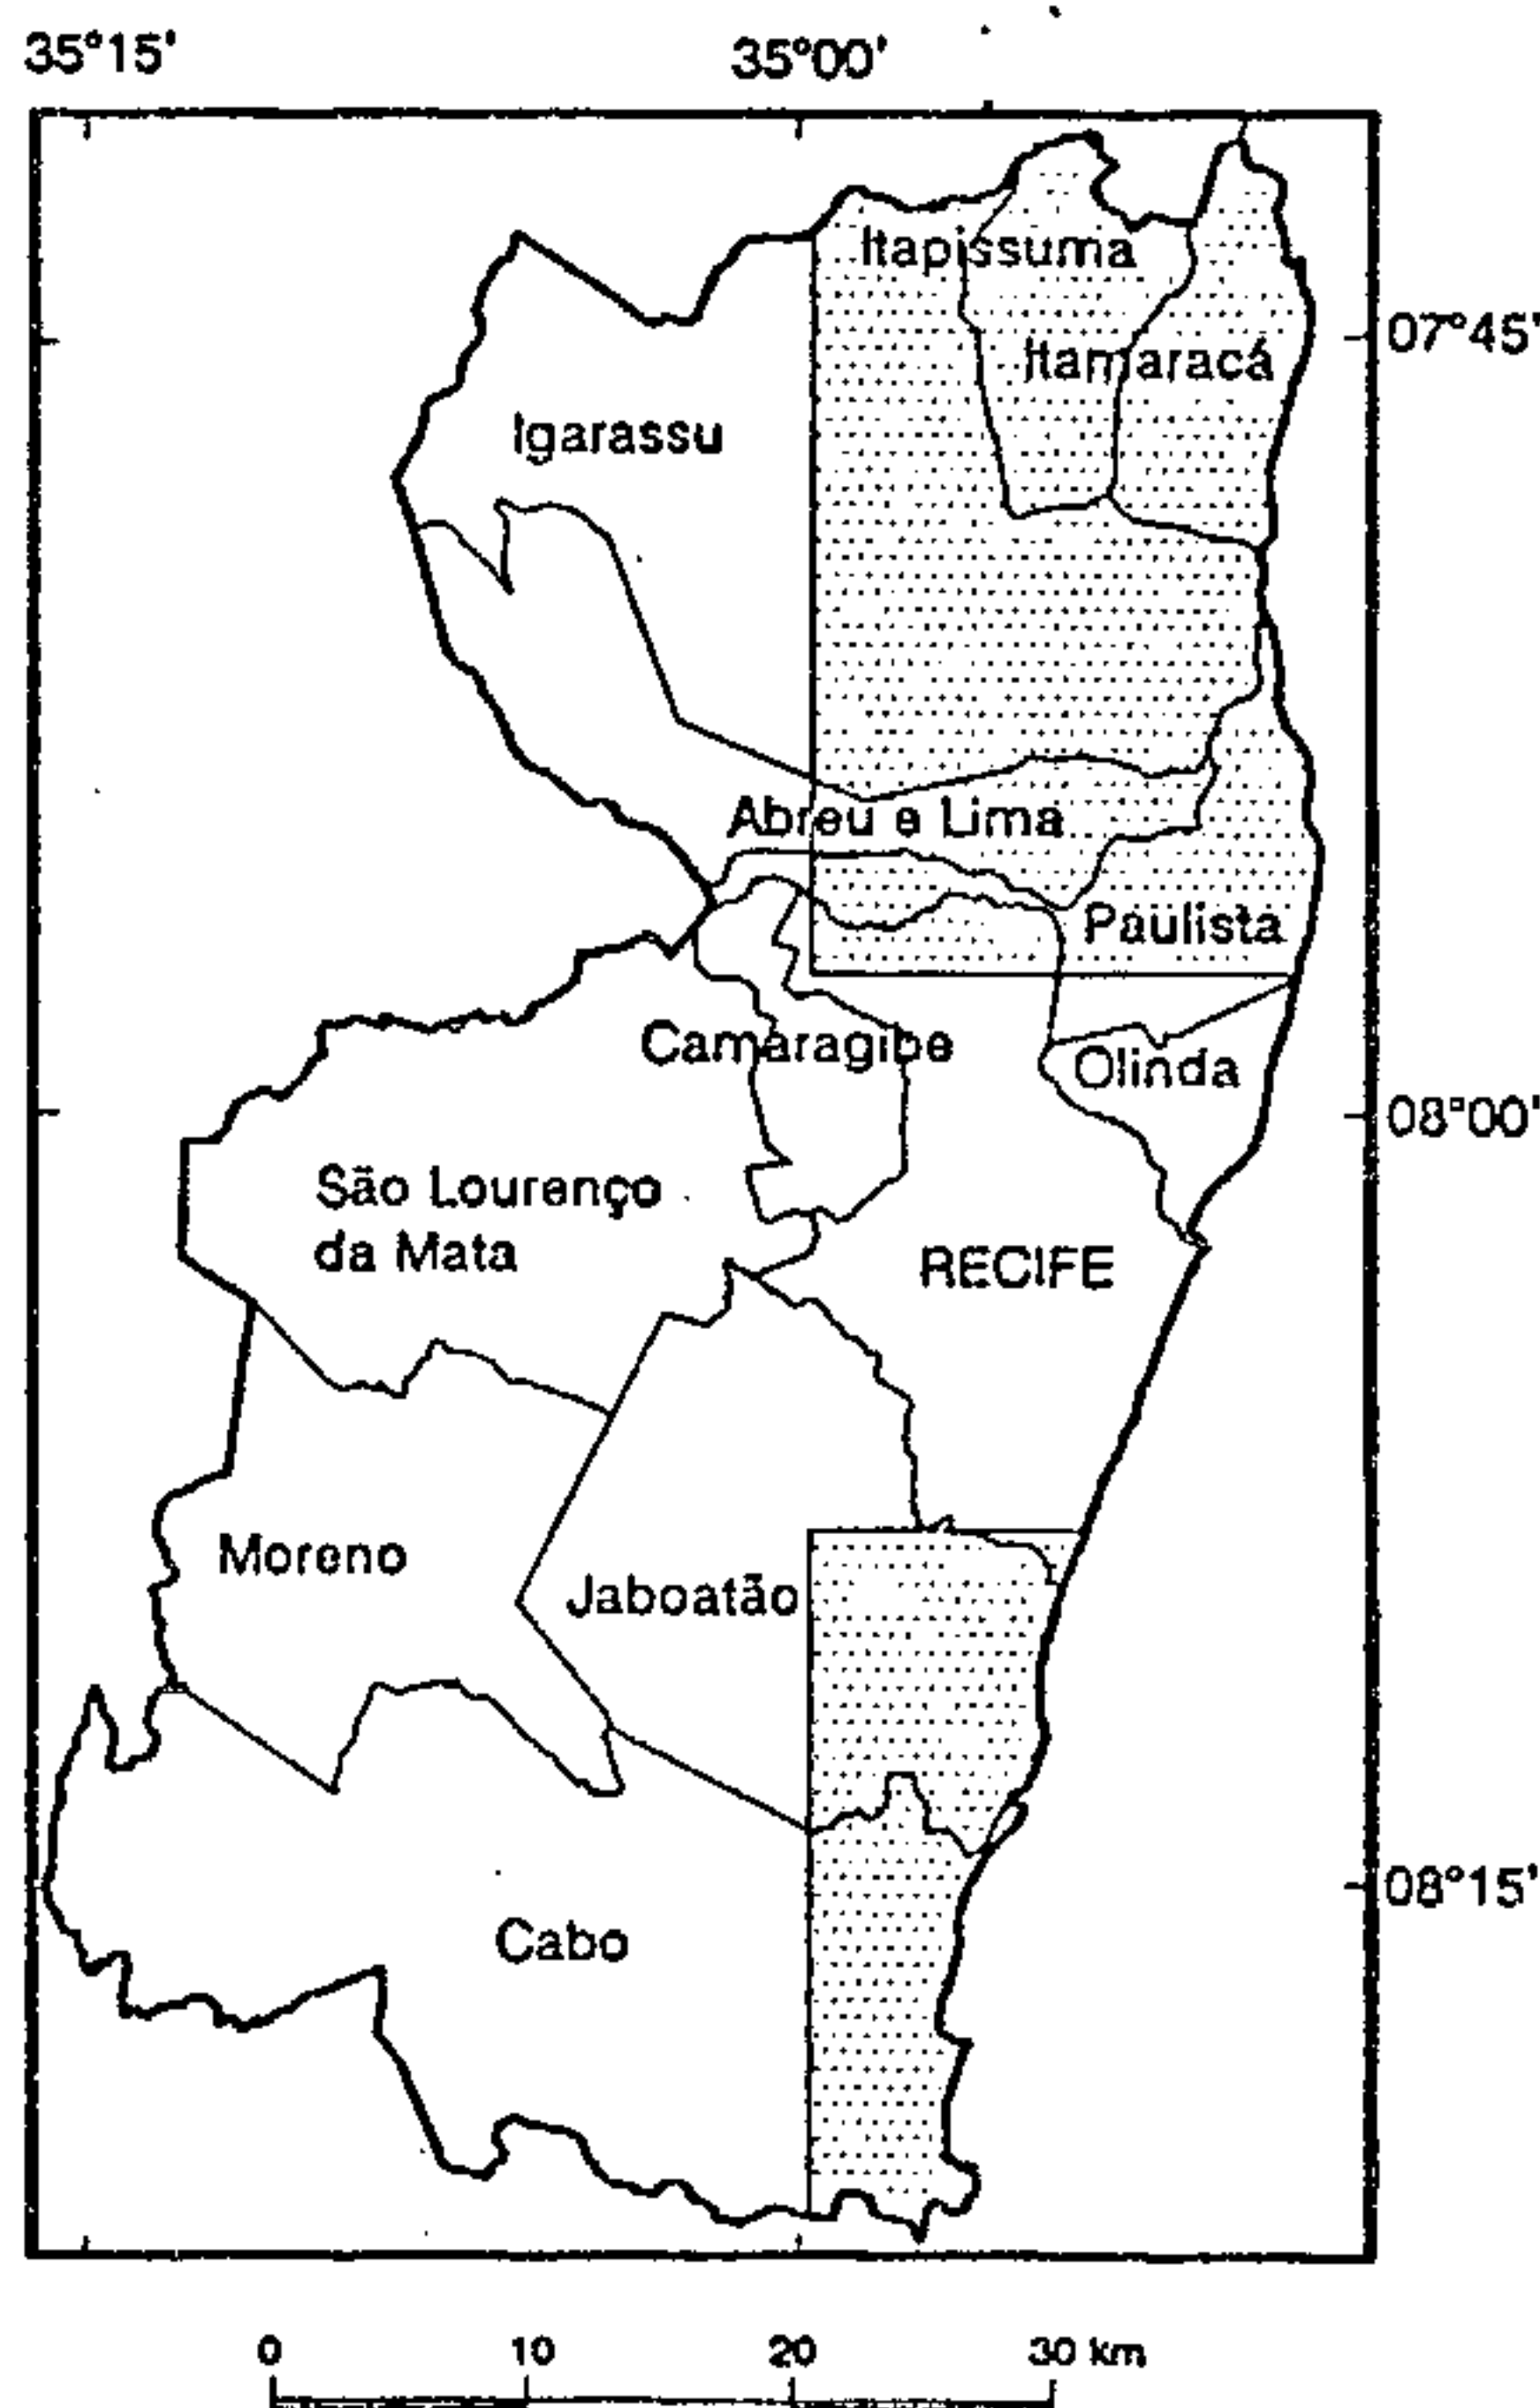 35°15'
35°00'
Itapissuma
07°45'
Itamaracá
Igarassu
Abreu e Lima
Paulista
Camaragibe
Olinda
08°00'
São Lourenço
da Mata
RECIFE
Moreno
Jaboatão
08°15'
Cabo
0 10 20 30 km